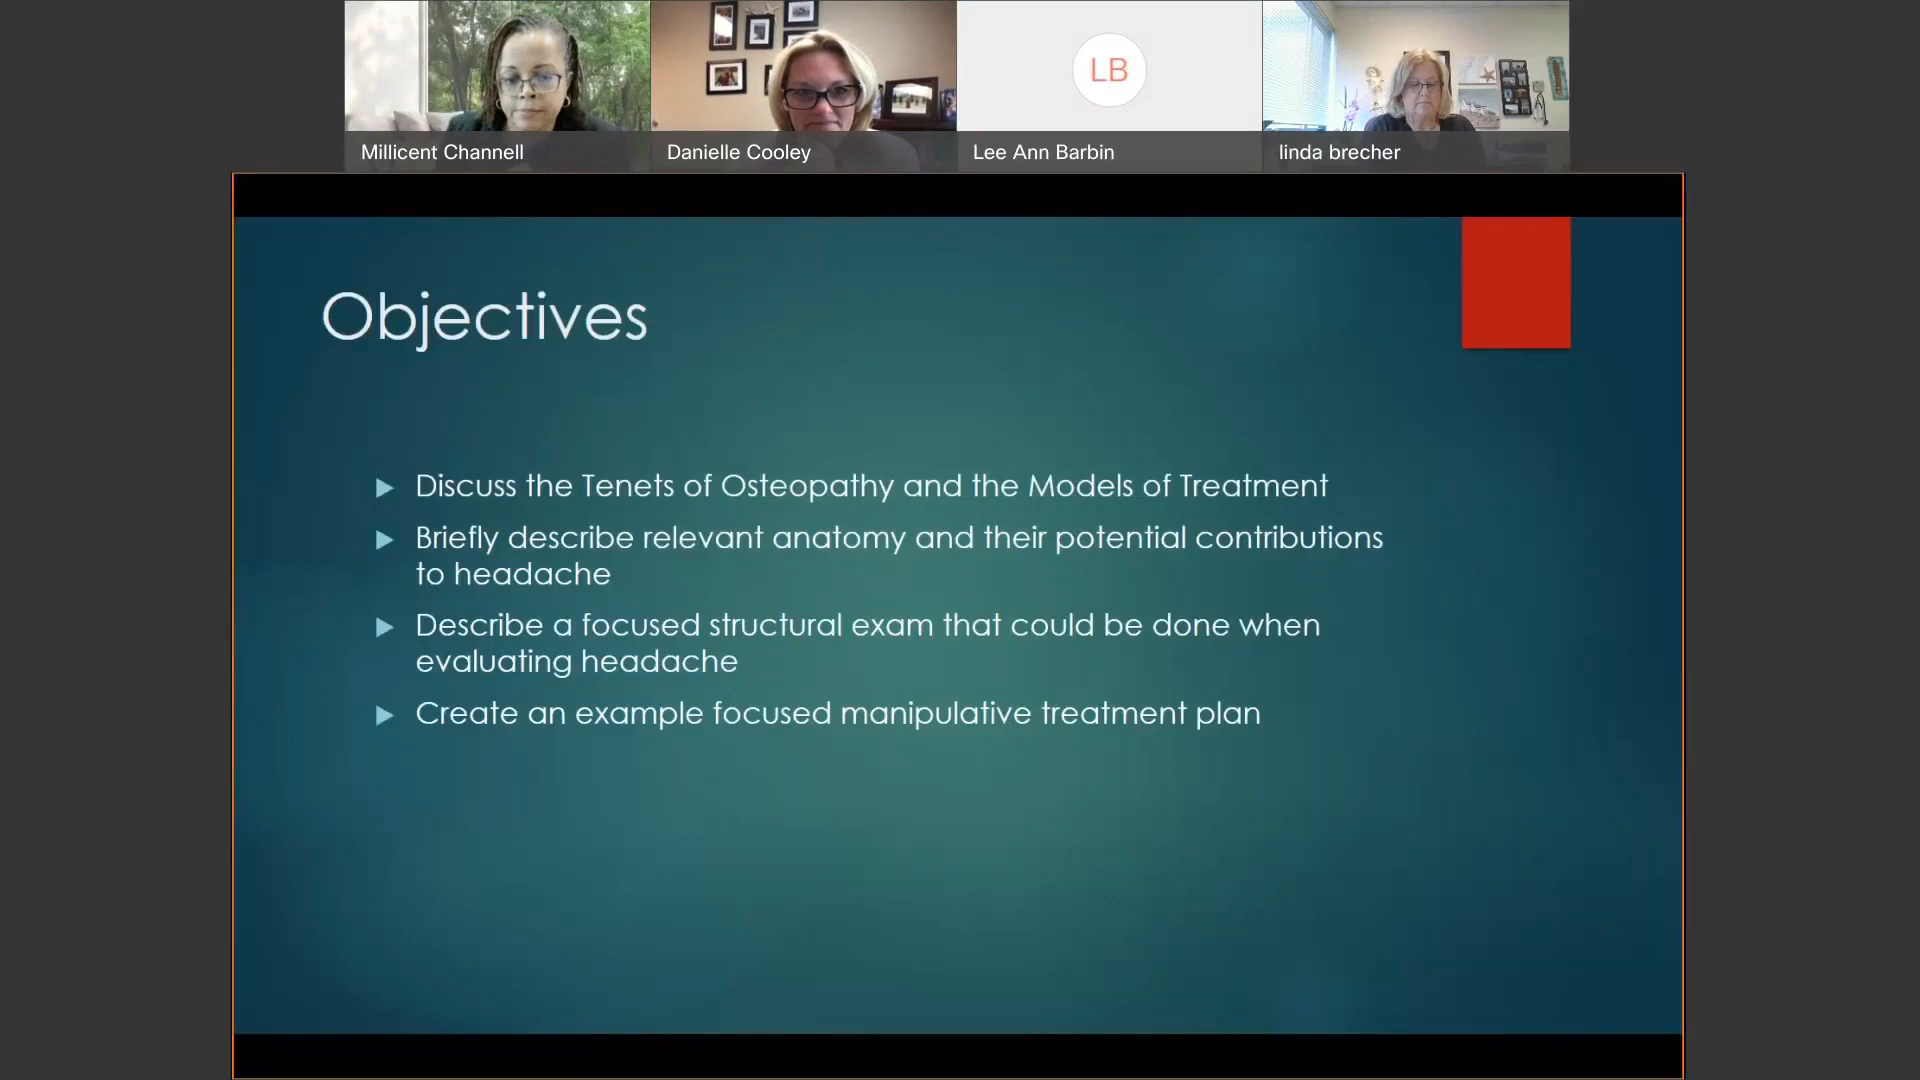 LB
Millicent Channell
Danielle Cooley
Lee Ann Barbin
linda brecher
Objectives
Discuss the Tenets of Osteopathy and the Models of Treatment
Briefly describe relevant anatomy and their potential contributions
to headache
Describe a focused structural exam that could be done when
evaluating headache
Create an example focused manipulative treatment plan